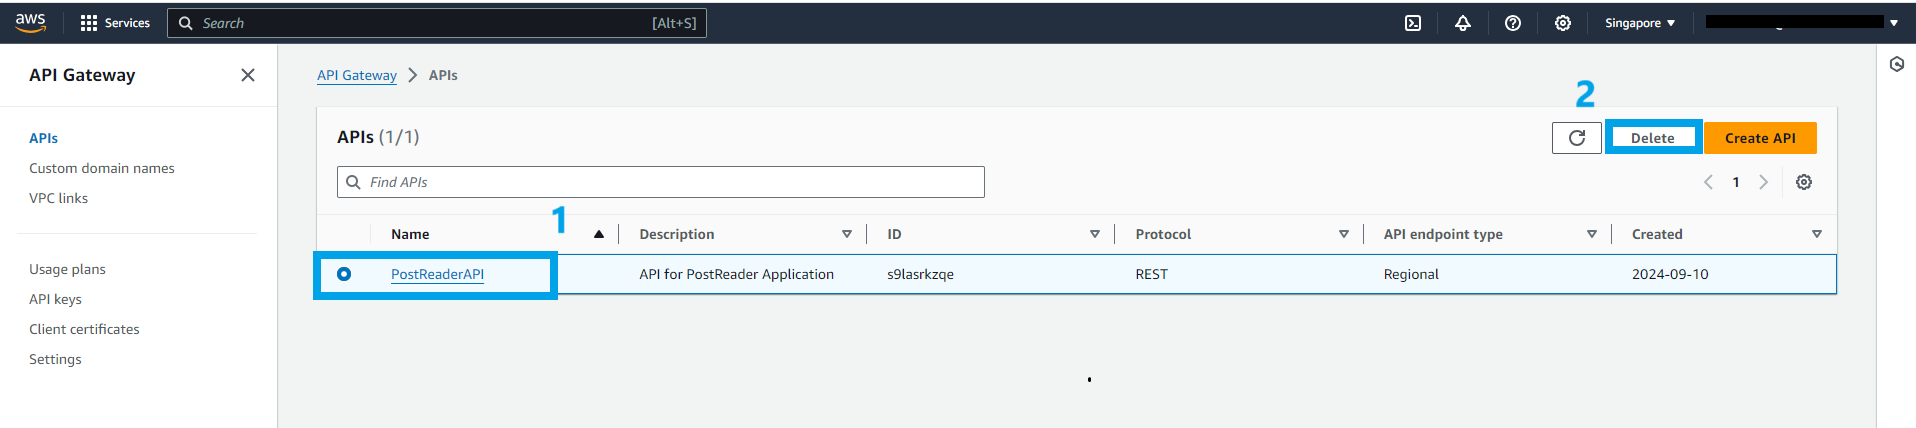 aws Services Search [Alt+S] Singapore
API Gateway
APIs
Custom domain names
VPC links
Usage plans
API keys
Client certificates
Settings
API Gateway > APIs
2
APIs (1/1)
Delete Create API
Find APIs
1
1
Name Description ID Protocol API endpoint type Created
PostReaderAPI API for PostReader Application s9lasrkzqe REST Regional 2024-09-10